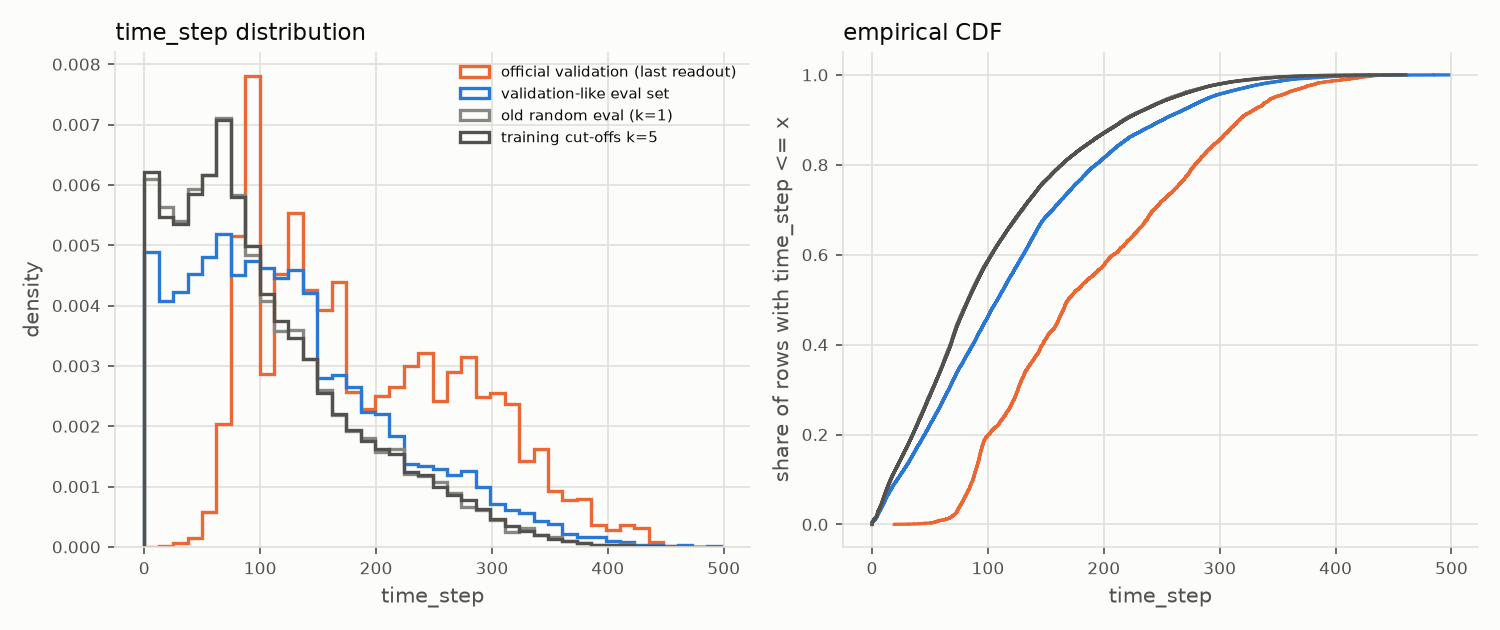 time_step distribution
0.008
0.007
0.006
0.005
0.004
0.003
0.002
0.001
0.000
density
0
100
200
300
400
500
time_step
official validation (last readout)
validation-like eval set
old random eval (k=1)
training cut-offs k=5
empirical CDF
1.0
0.8
0.6
0.4
0.2
0.0
share of rows with time_step <= x
0
100
200
300
400
500
time_step